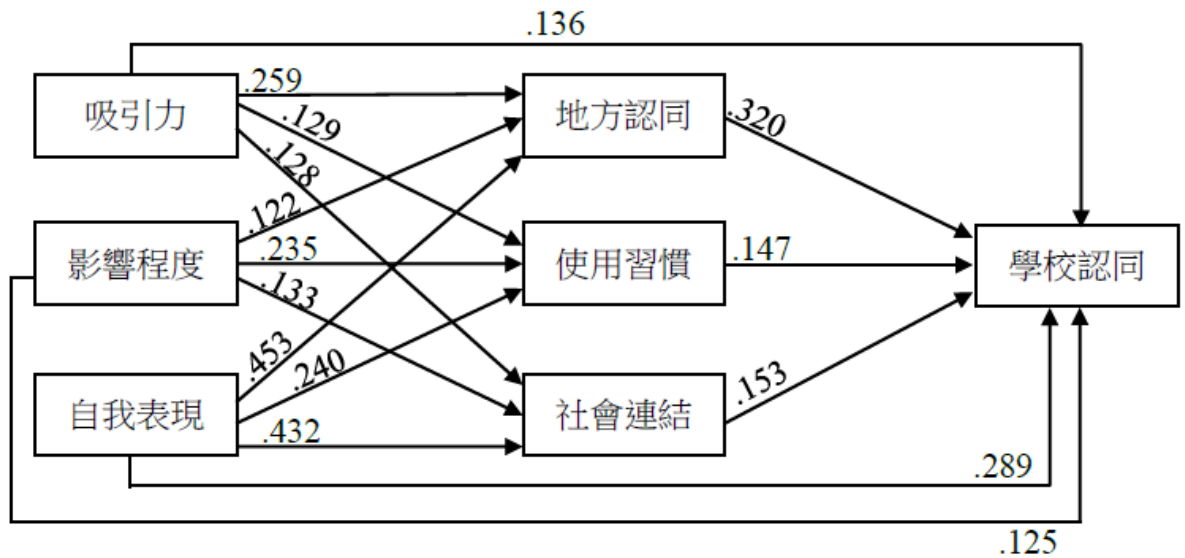 .136
吸引力
.259
.129
.128
地方認同
.320
影響程度
.122
.235
.133
使用習慣
.147
學校認同
自我表現
.453
.240
.432
社會連結
.153
.289
.125